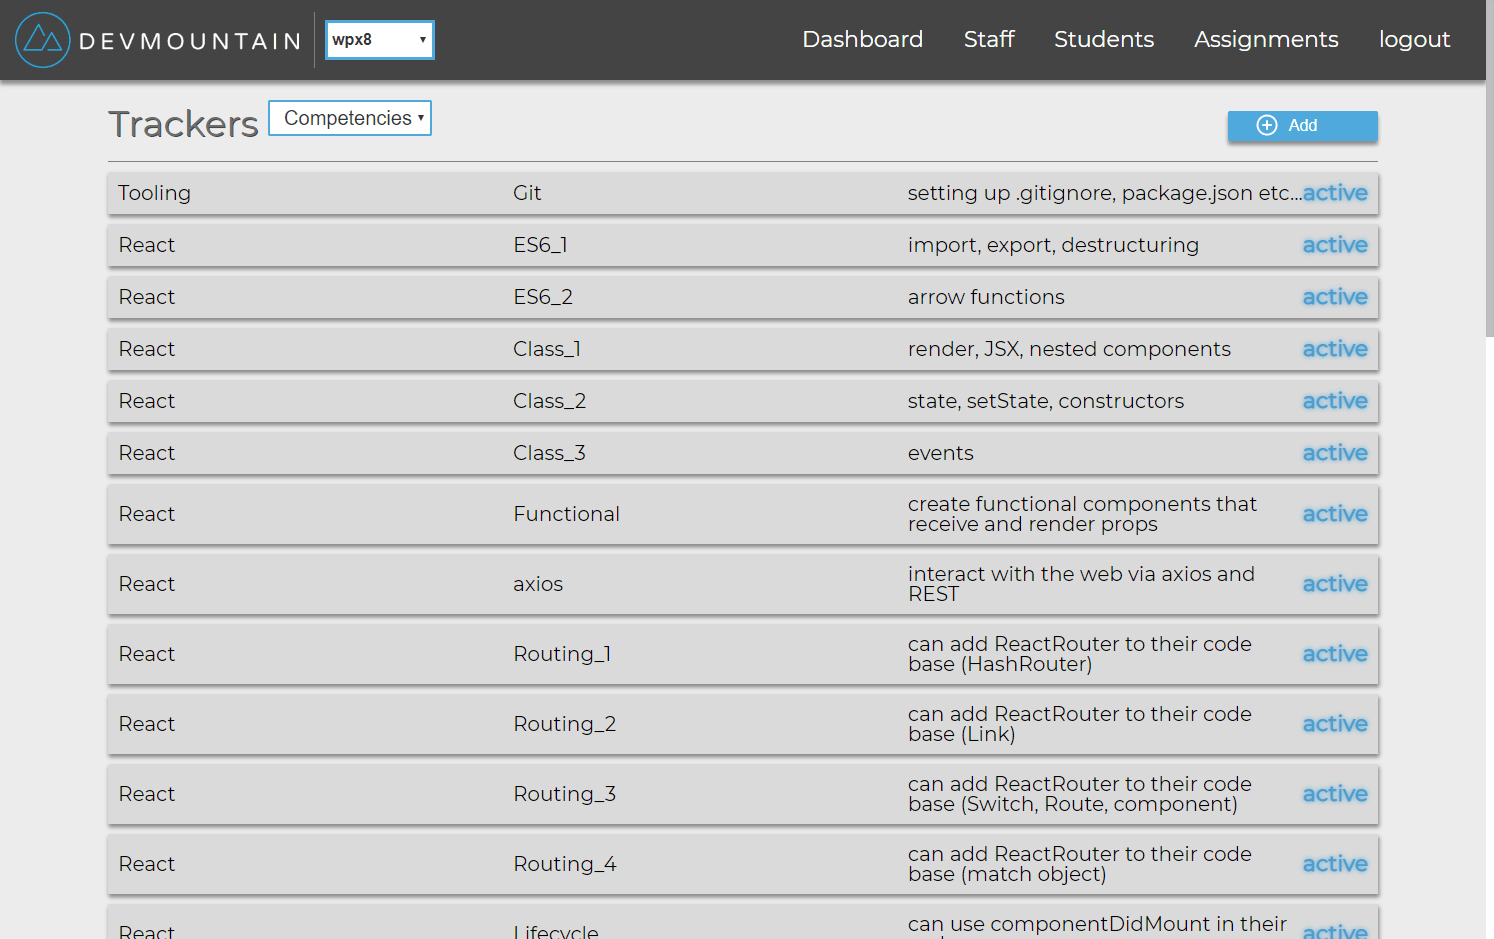 DEVMOUNTAIN
wpx8
Dashboard
Staff
Students
Assignments
logout
Trackers
Competencies
Add
Tooling
Git
setting up .gitignore, package.json etc...
active
React
ES6_1
import, export, destructuring
active
React
ES6_2
arrow functions
active
React
Class_1
render, JSX, nested components
active
React
Class_2
state, setState, constructors
active
React
Class_3
events
active
React
Functional
create functional components that
receive and render props
active
React
axios
interact with the web via axios and
REST
active
React
Routing_1
can add ReactRouter to their code
base (HashRouter)
active
React
Routing_2
can add ReactRouter to their code
base (Link)
active
React
Routing_3
can add ReactRouter to their code
base (Switch, Route, component)
active
React
Routing_4
can add ReactRouter to their code
base (match object)
active
React
Lifecycle
can use componentDidMount in their
active